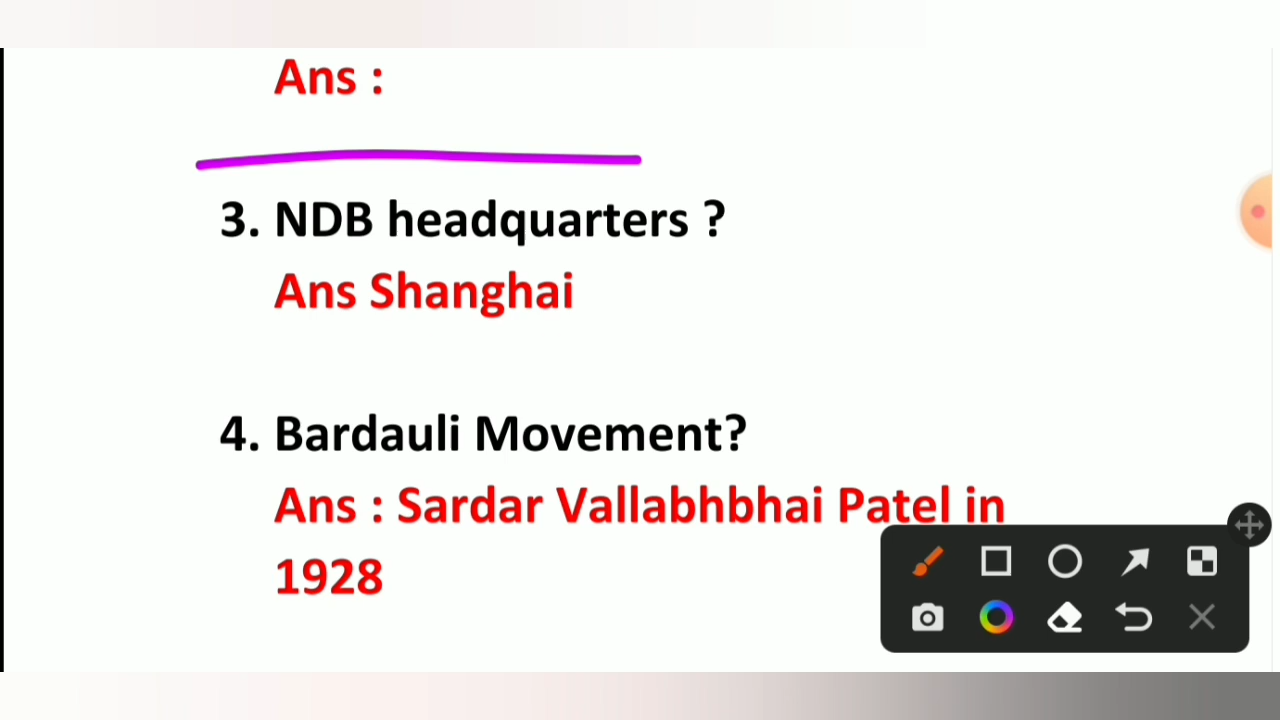 Ans :
3. NDB headquarters ?
Ans Shanghai
4. Bardauli Movement?
Ans : Sardar Vallabhbhai Patel in
1928